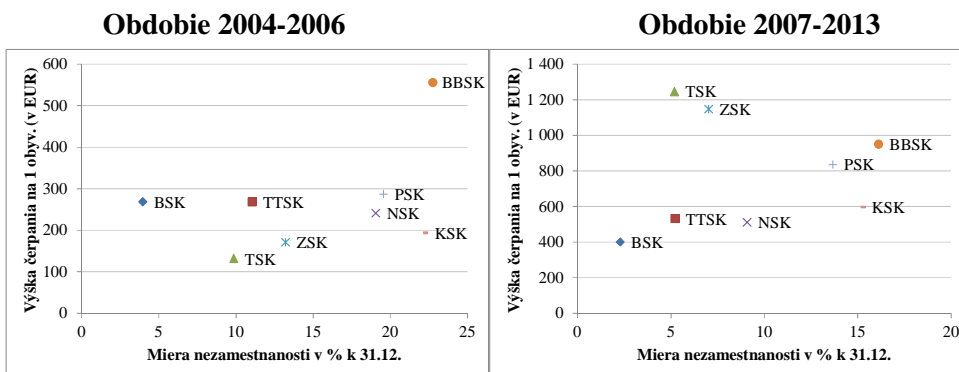 Obdobie 2004-2006
Výška čerpania na 1 obyv. (v EUR)
600
500
400
300
200
100
0
BBSK
BSK
TTSK
PSK
NSK
KSK
ZSK
TSK
0 5 10 15 20 25
Miera nezamestnanosti v % k 31.12.
Obdobie 2007-2013
Výška čerpania na 1 obyv. (v EUR)
1 400
1 200
1 000
800
600
400
200
0
TSK
ZSK
BBSK
PSK
KSK
TTSK
NSK
BSK
0 5 10 15 20
Miera nezamestnanosti v % k 31.12.